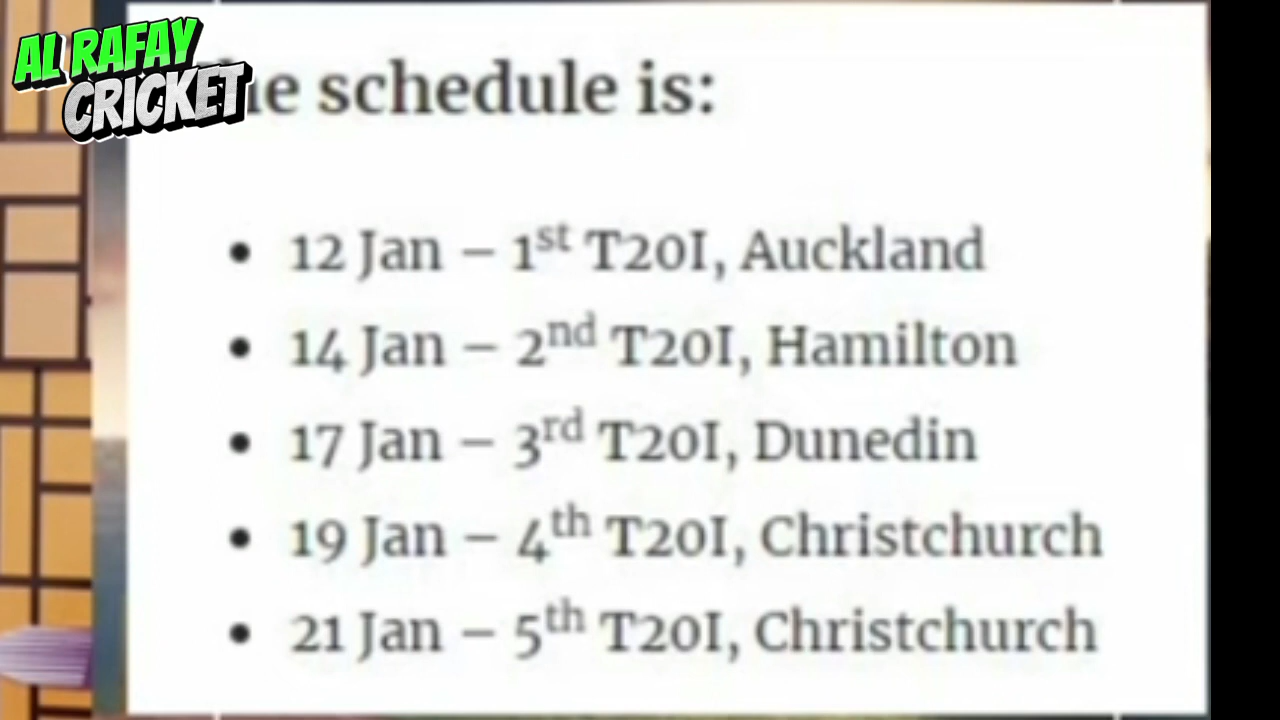 AL RAFAY
CRICKET
he schedule is:
• 12 Jan – 1st T20I, Auckland
• 14 Jan – 2nd T20I, Hamilton
• 17 Jan – 3rd T20I, Dunedin
• 19 Jan – 4th T20I, Christchurch
• 21 Jan – 5th T20I, Christchurch